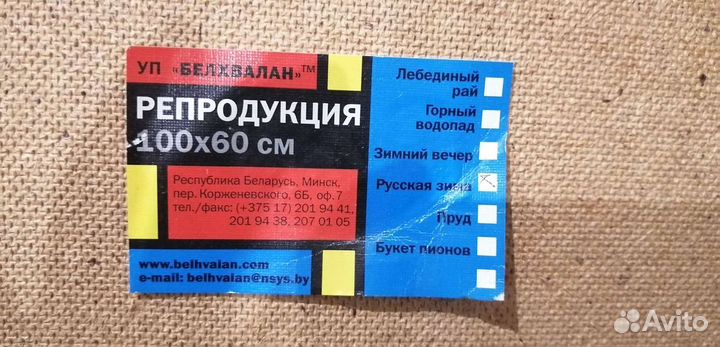 УП «БЕЛХВАЛАН»™
РЕПРОДУКЦИЯ
100х60 см
Республика Беларусь, Минск,
пер. Корженевского, 6Б, оф.7
тел./факс: (+375 17) 201 94 41,
201 94 38, 207 01 05
www.belhvalan.com
e-mail: belhvalan@nsys.by
Лебединый
рай
Горный
водопад
Зимний вечер
Русская зима
Пруд
Букет пионов
Avito